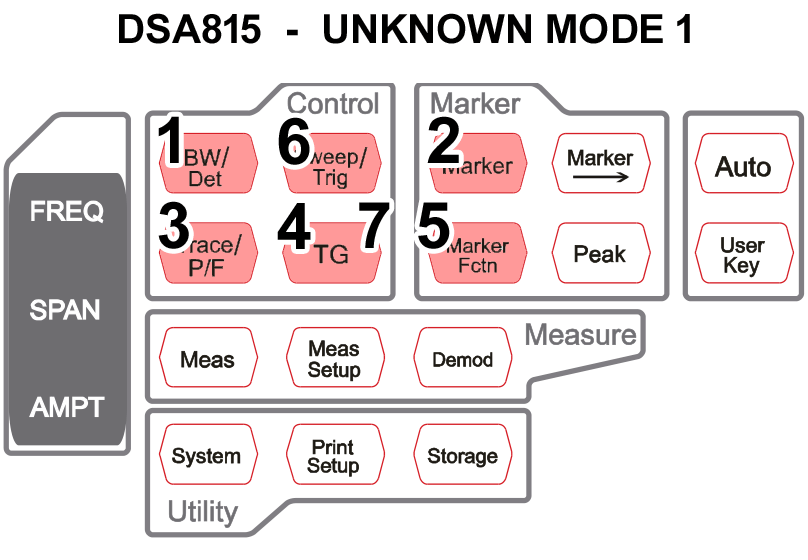 DSA815 - UNKNOWN MODE 1
Control
Marker
1
BW/
Det
6
weep/
Trig
2
Marker
Marker
Auto
FREQ
3
race/
P/F
4
TG
7
5
Marker
Fctn
Peak
User
Key
SPAN
Meas
Meas
Setup
Demod
Measure
AMPT
System
Print
Setup
Storage
Utility